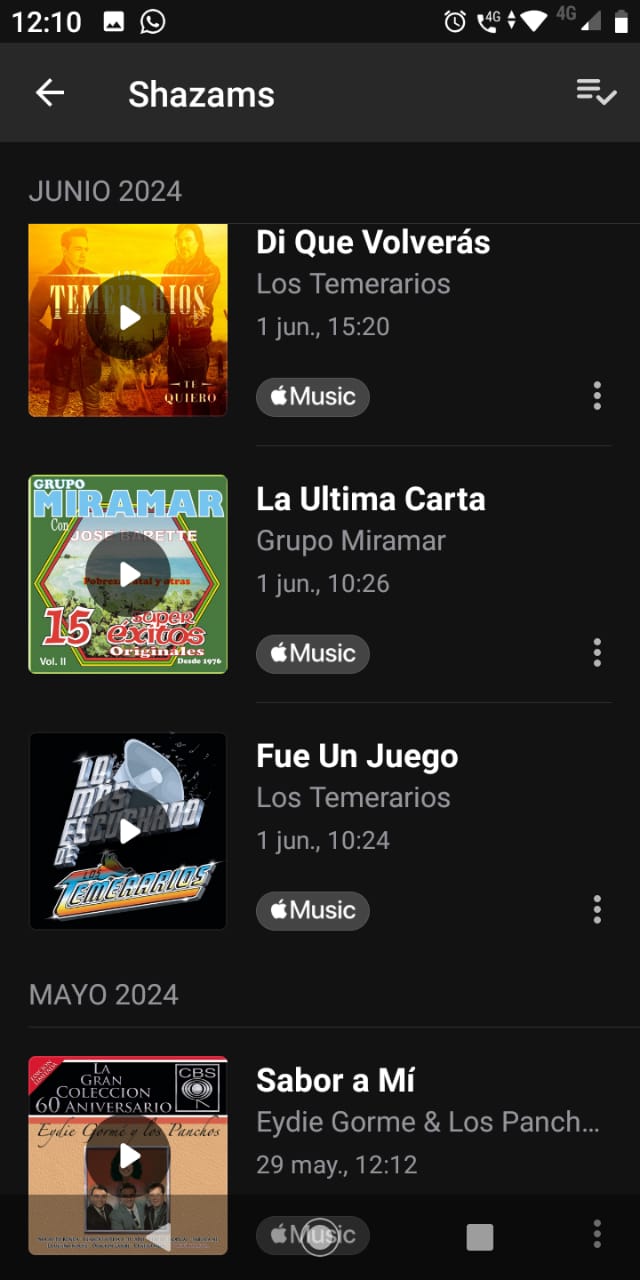 12:10
4G
4G
Shazams
JUNIO 2024
LOS
TEMERARIOS
TE
QUIERO
Di Que Volverás
Los Temerarios
1 jun., 15:20
Music
GRUPO
MIRAMAR
Con
JOSE BARETTE
15
SUPER
éxitos
Originales
Vol. II
Desde 1976
La Ultima Carta
Grupo Miramar
1 jun., 10:26
Music
LO
MAS
ESCUCHADO
DE
LOS
TEMERARIOS
Fue Un Juego
Los Temerarios
1 jun., 10:24
Music
MAYO 2024
LA
GRAN
COLECCION
60 ANIVERSARIO
CBS
Eydie Gormé y los Panchos
Sabor a Mí
Eydie Gorme & Los Panch...
29 may., 12:12
Music